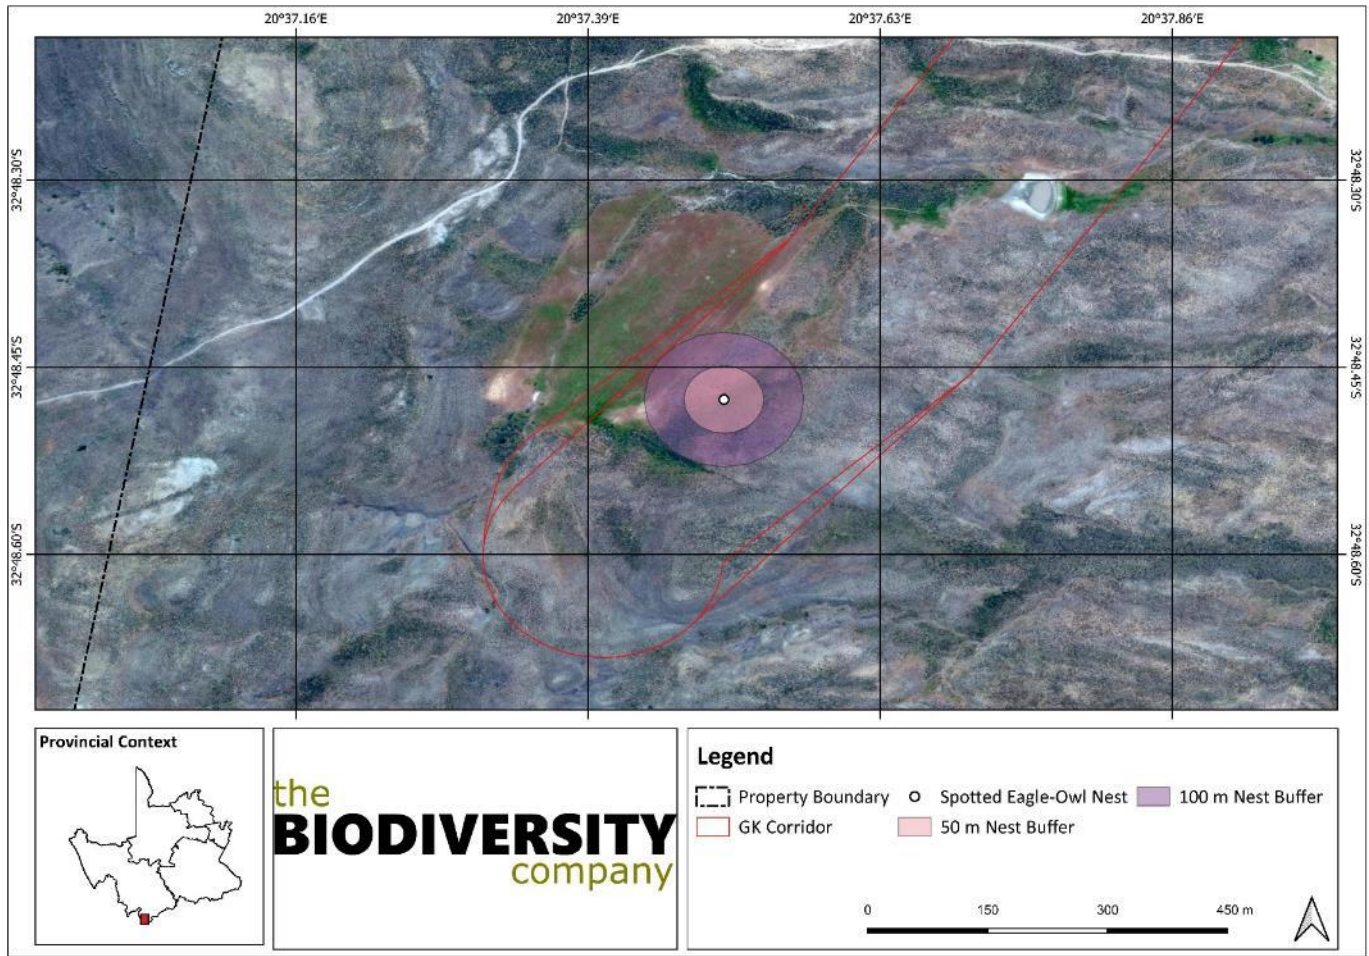 20°37.16'E 20°37.39'E 20°37.63'E 20°37.86'E
32°48.30'S 32°48.30'S
32°48.45'S 32°48.45'S
32°48.60'S 32°48.60'S
Provincial Context
the
BIODIVERSITY
company
Legend
Property Boundary Spotted Eagle-Owl Nest 100 m Nest Buffer
GK Corridor 50 m Nest Buffer
0 150 300 450 m